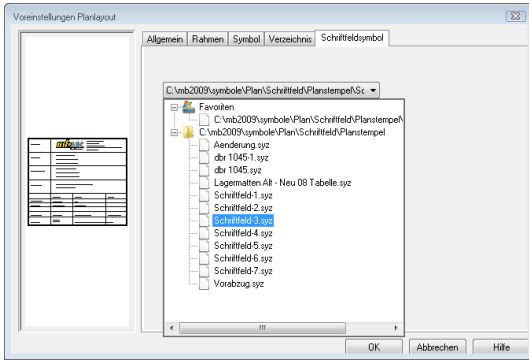 Voreinstellungen Planlayout
Allgemein Rahmen Symbol Verzeichnis Schriftfeldsymbol
C:\mb2009\symbole\Plan\Schriftfeld\Planstempel\Sc
Favoriten
C:\mb2009\symbole\Plan\Schriftfeld\Planstempel\
C:\mb2009\symbole\Plan\Schriftfeld\Planstempel
Aenderung.syz
dbr 1045-1.syz
dbr 1045.syz
Lagermatten Alt - Neu 08 Tabelle.syz
Schriftfeld-1.syz
Schriftfeld-2.syz
Schriftfeld-3.syz
Schriftfeld-4.syz
Schriftfeld-5.syz
Schriftfeld-6.syz
Schriftfeld-7.syz
Vorabzug.syz
OK Abbrechen Hilfe